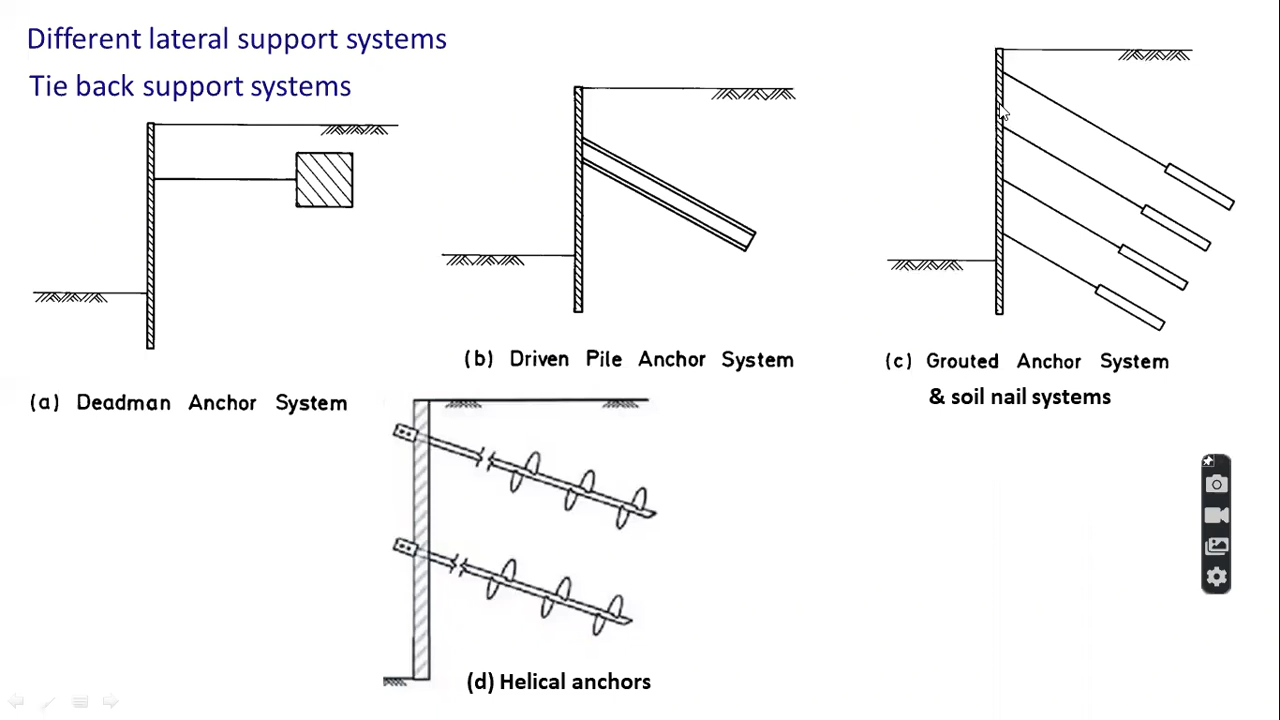 Different lateral support systems
Tie back support systems
(a) Deadman Anchor System
(b) Driven Pile Anchor System
(c) Grouted Anchor System
& soil nail systems
(d) Helical anchors